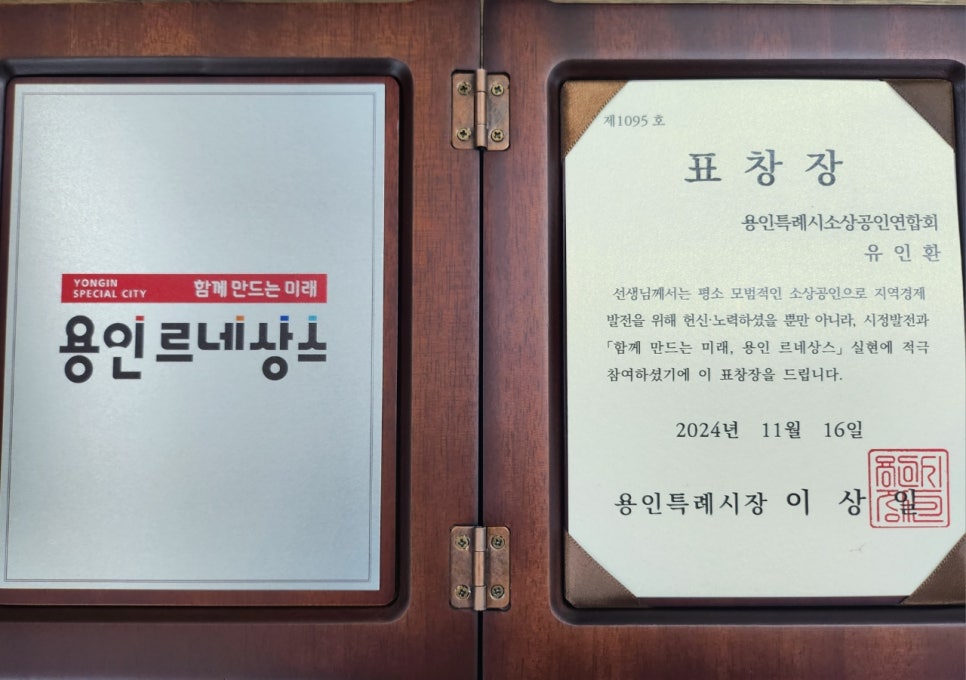 YONGIN
SPECIAL CITY
함께 만드는 미래
용인 르네상스
제1095 호
표 창 장
용인특례시소상공인연합회
유 인 환
선생님께서는 평소 모범적인 소상공인으로 지역경제
발전을 위해 헌신·노력하셨을 뿐만 아니라, 시정발전과
「함께 만드는 미래, 용인 르네상스」 실현에 적극
참여하셨기에 이 표창장을 드립니다.
2024년 11월 16일
용인특례시장 이 상 일